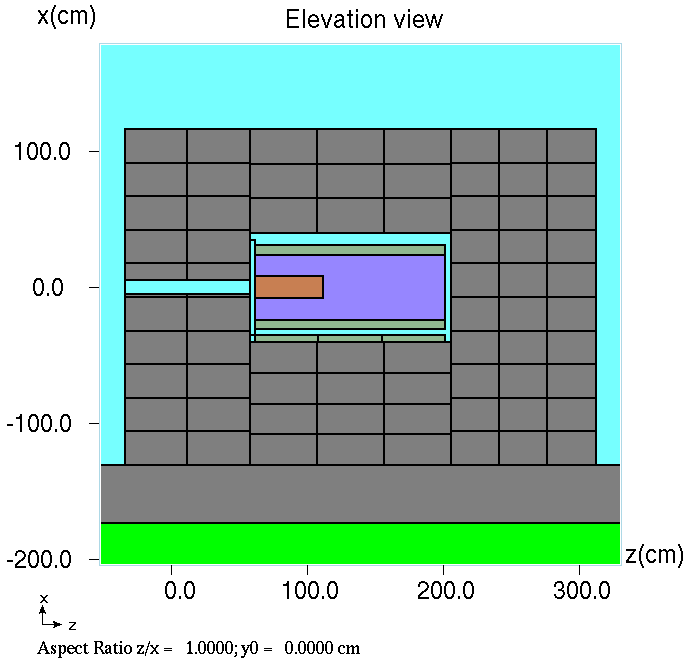 x(cm)
Elevation view
100.0
0.0
-100.0
-200.0
z(cm)
0.0 100.0 200.0 300.0
x
z
Aspect Ratio z/x = 1.0000; y0 = 0.0000 cm